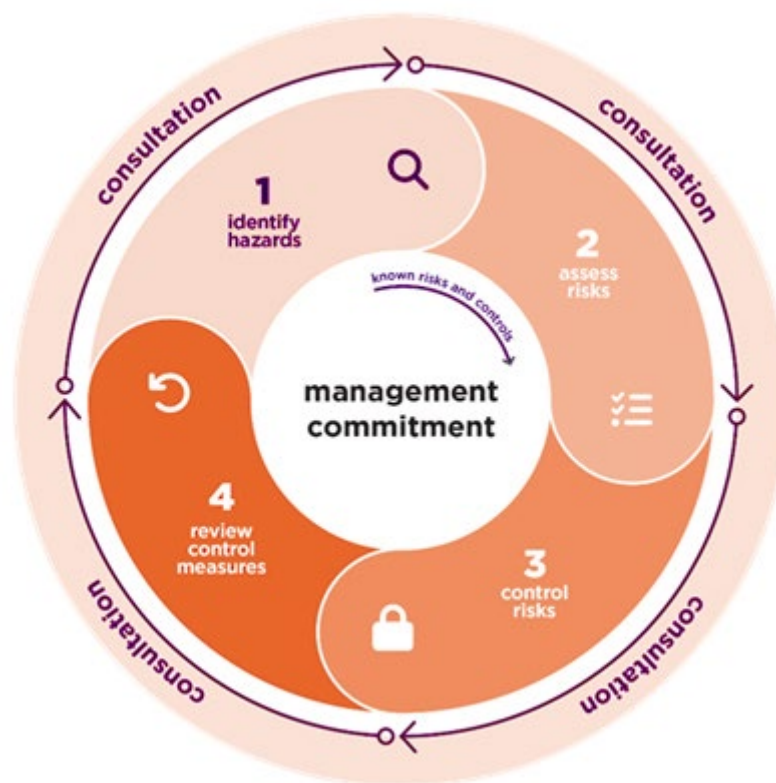 consultation
consultation
1
identify
hazards
2
assess
risks
known risks and controls
management
commitment
4
review
control
measures
3
control
risks
consultation
consultation